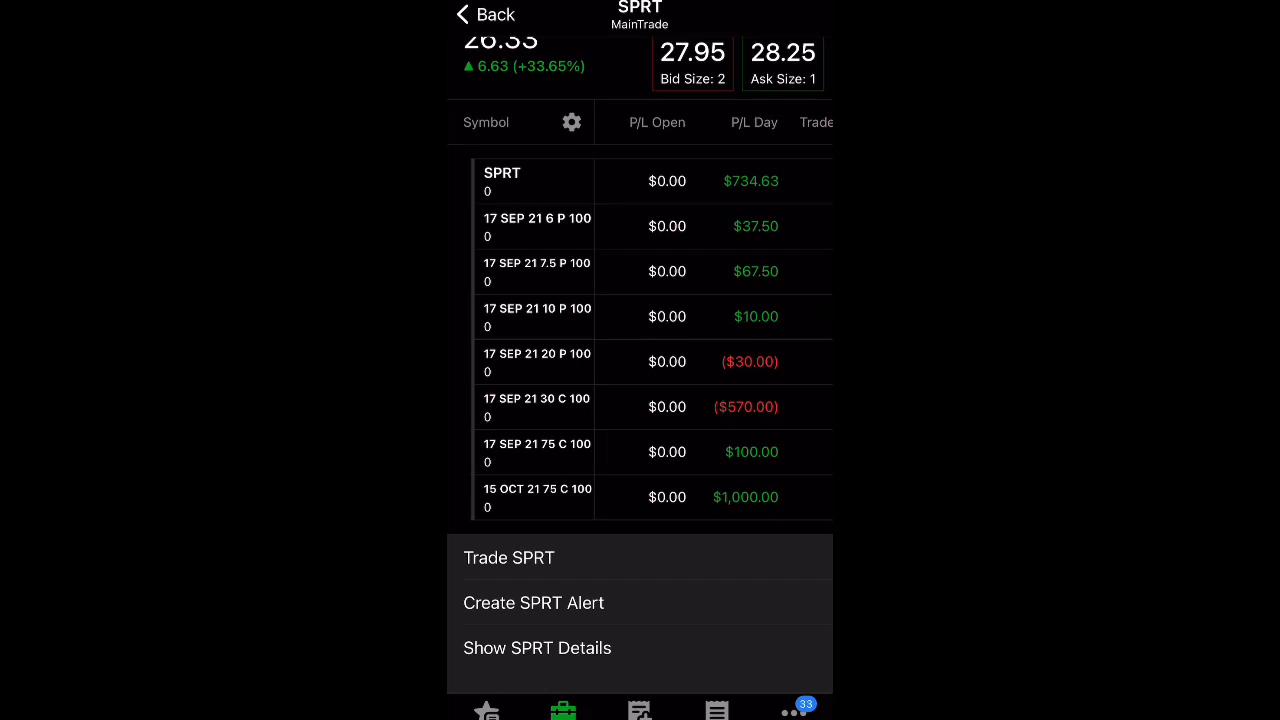 Back
SPRT
MainTrade
26.33
▲ 6.63 (+33.65%)
27.95
Bid Size: 2
28.25
Ask Size: 1
Symbol P/L Open P/L Day Trade
SPRT
0
$0.00 $734.63
17 SEP 21 6 P 100
0
$0.00 $37.50
17 SEP 21 7.5 P 100
0
$0.00 $67.50
17 SEP 21 10 P 100
0
$0.00 $10.00
17 SEP 21 20 P 100
0
$0.00 ($30.00)
17 SEP 21 30 C 100
0
$0.00 ($570.00)
17 SEP 21 75 C 100
0
$0.00 $100.00
15 OCT 21 75 C 100
0
$0.00 $1,000.00
Trade SPRT
Create SPRT Alert
Show SPRT Details
33